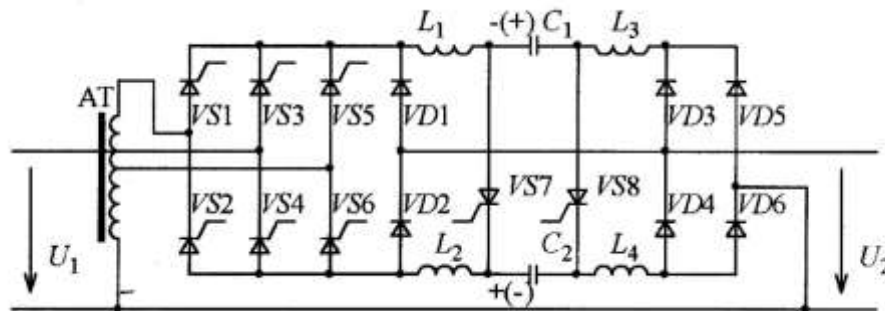 L1 -(+) C1 L3
AT VS1 VS3 VS5 VD1 VD3 VD5
VS2 VS4 VS6 VD2 VS7 VS8 VD4 VD6
U1 L2 C2 L4 U2
+(-)